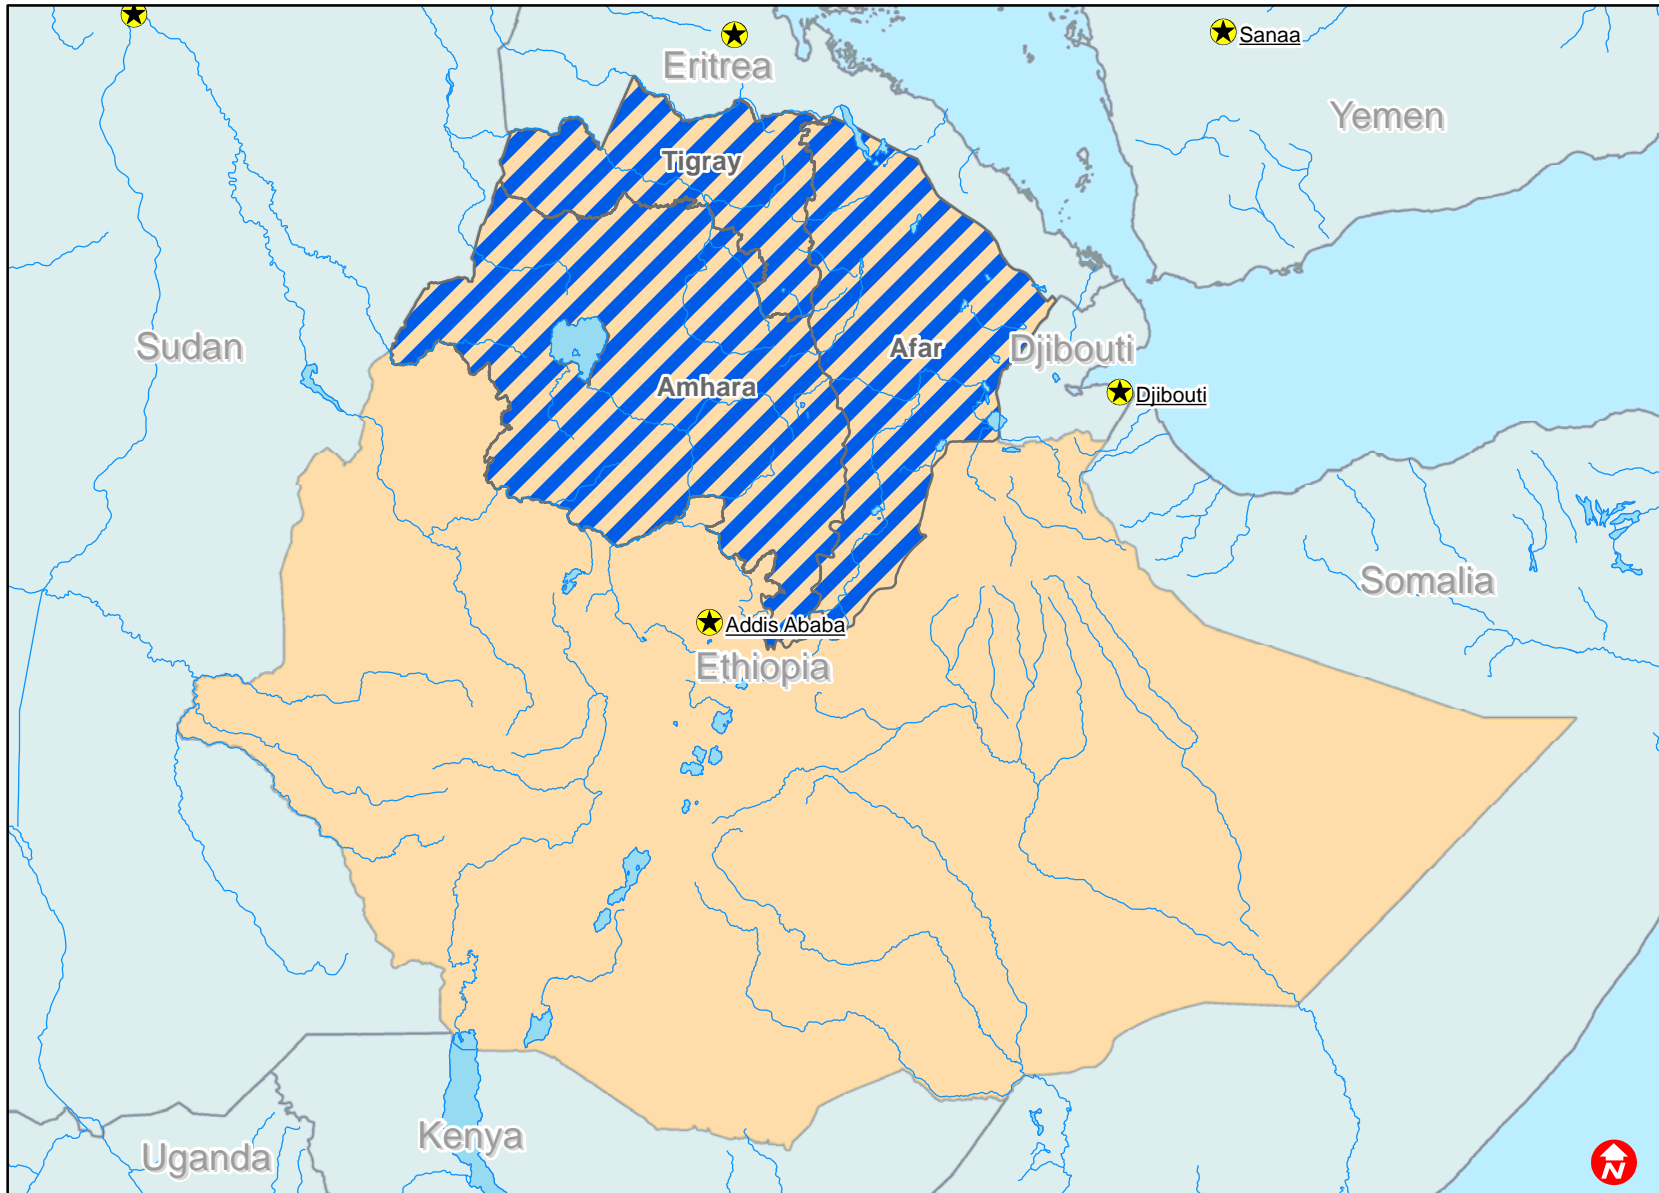 Sanaa
Eritrea
Yemen
Tigray
Sudan
Afar
Djibouti
Amhara
Djibouti
Somalia
Addis Ababa
Ethiopia
Kenya
Uganda
N